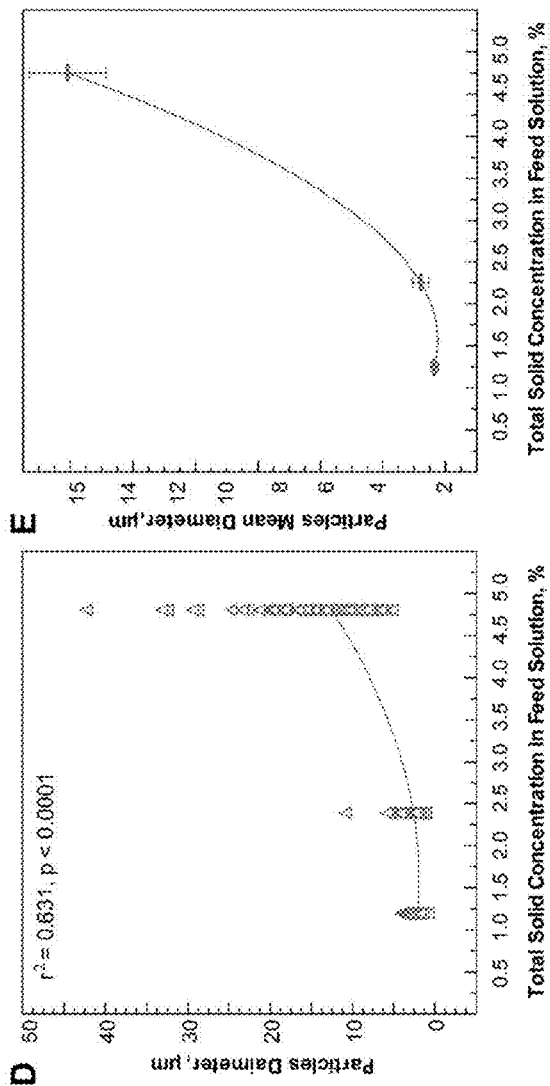 D
r² = 0.631, p < 0.0001
50
40
30
20
10
0
Particles Daimeter,µm
0.5 1.0 1.5 2.0 2.5 3.0 3.5 4.0 4.5 5.0
Total Solid Concentration in Feed Solution, %
E
16
14
12
10
8
6
4
2
Particles Mean Diameter,µm
0.5 1.0 1.5 2.0 2.5 3.0 3.5 4.0 4.5 5.0
Total Solid Concentration in Feed Solution, %